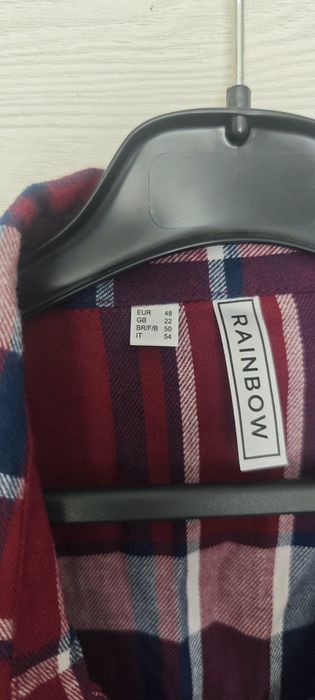 EUR 48
GB 22
BR/F/B 50
IT 54
RAINBOW